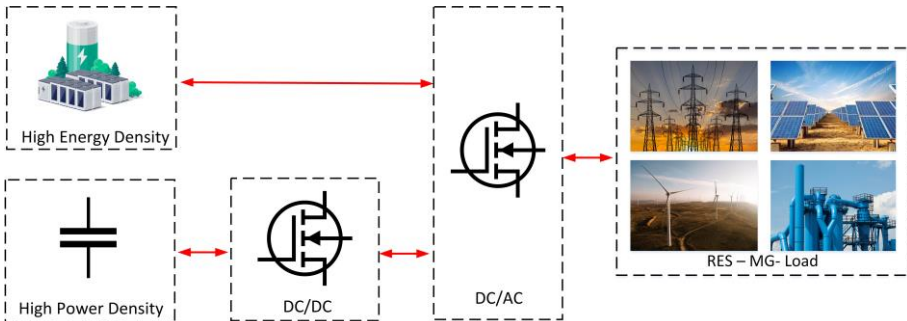 High Energy Density
High Power Density
DC/DC
DC/AC
RES – MG- Load